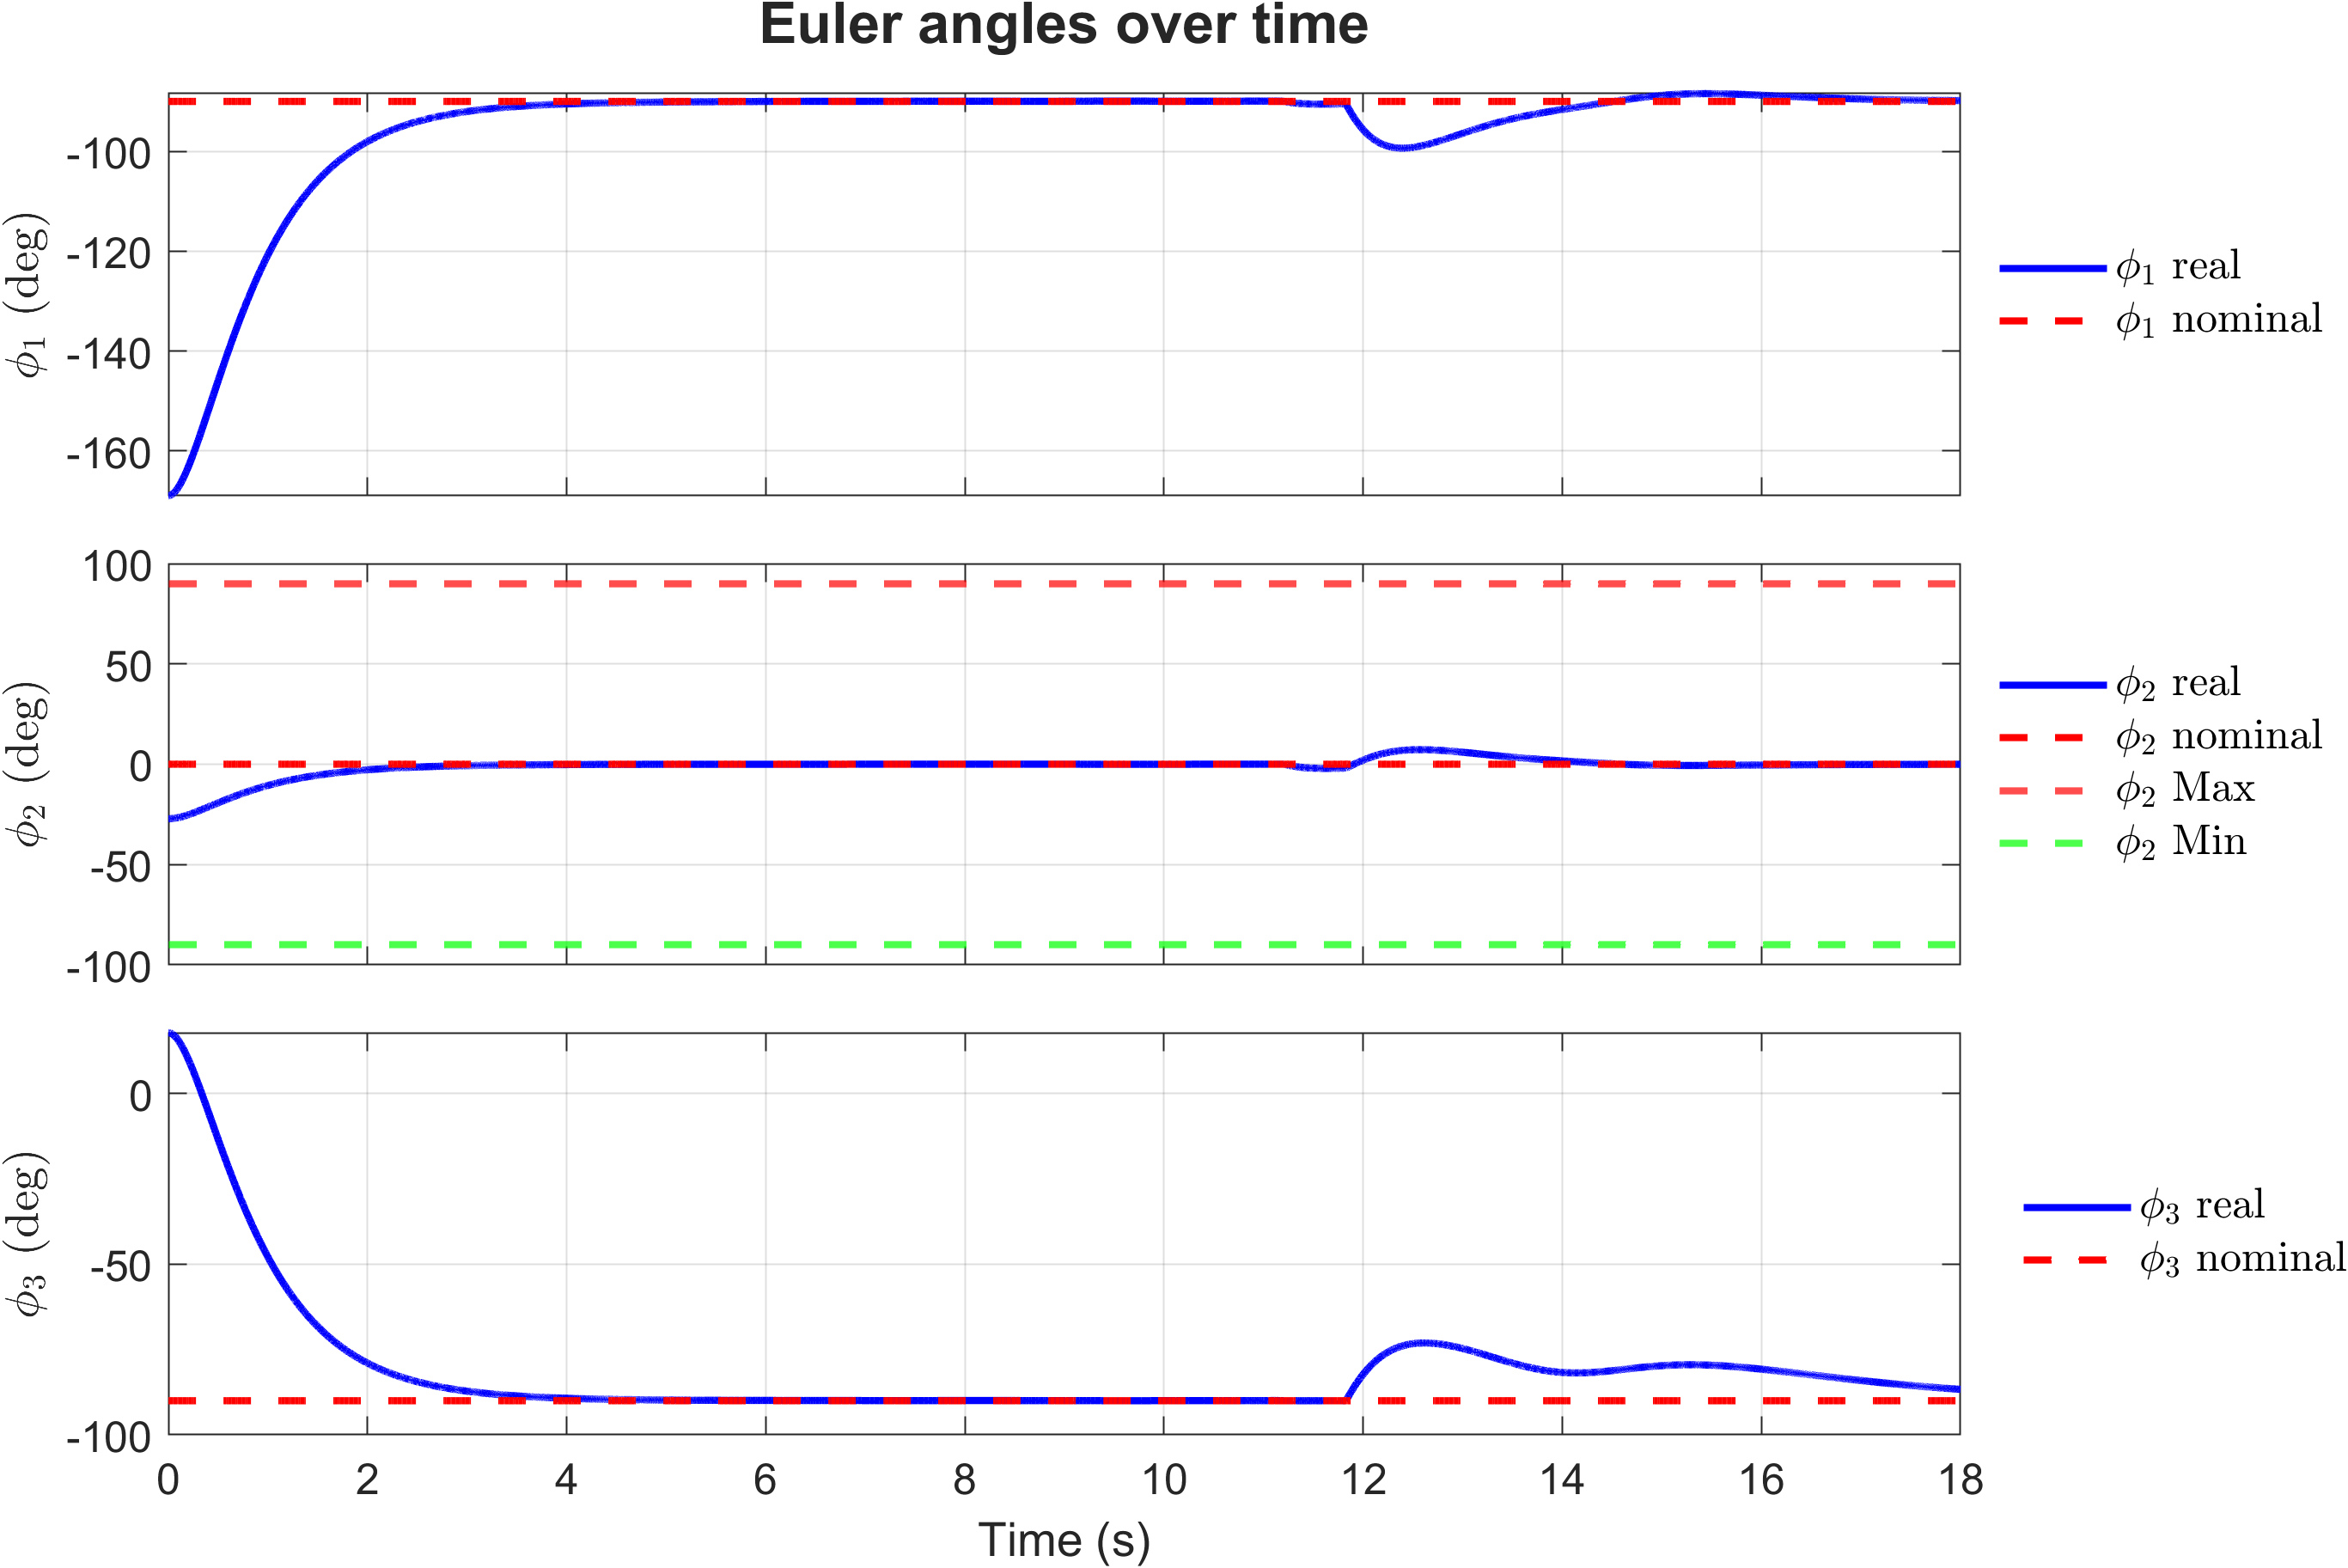 Euler angles over time
ϕ1 (deg)
-100
-120
-140
-160
ϕ1 real
ϕ1 nominal
ϕ2 (deg)
100
50
0
-50
-100
ϕ2 real
ϕ2 nominal
ϕ2 Max
ϕ2 Min
ϕ3 (deg)
0
-50
-100
ϕ3 real
ϕ3 nominal
0 2 4 6 8 10 12 14 16 18
Time (s)